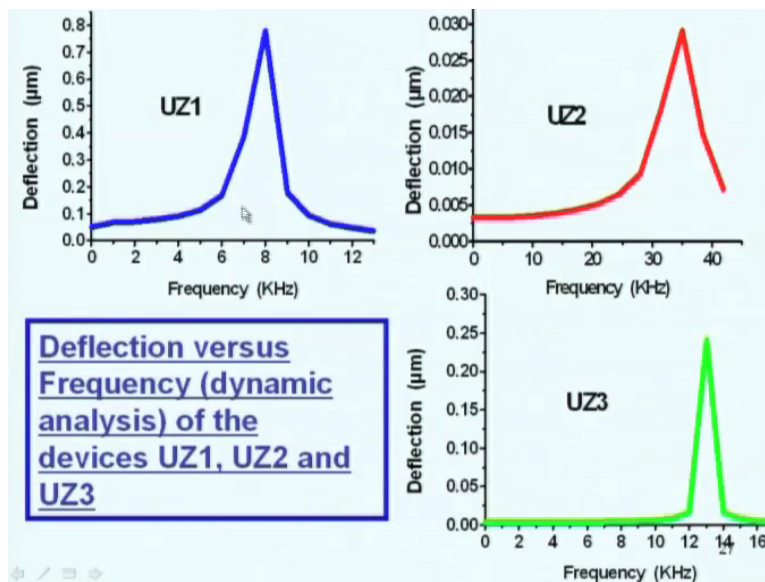 0.8
0.7
0.6
0.5
0.4
0.3
0.2
0.1
0.0
Deflection (μm)
UZ1
0 2 4 6 8 10 12
Frequency (KHz)
0.030
0.025
0.020
0.015
0.010
0.005
0.000
Deflection (μm)
UZ2
0 10 20 30 40
Frequency (KHz)
Deflection versus
Frequency (dynamic
analysis) of the
devices UZ1, UZ2 and
UZ3
0.30
0.25
0.20
0.15
0.10
0.05
0.00
Deflection (μm)
UZ3
0 2 4 6 8 10 12 14 16
27
Frequency (KHz)